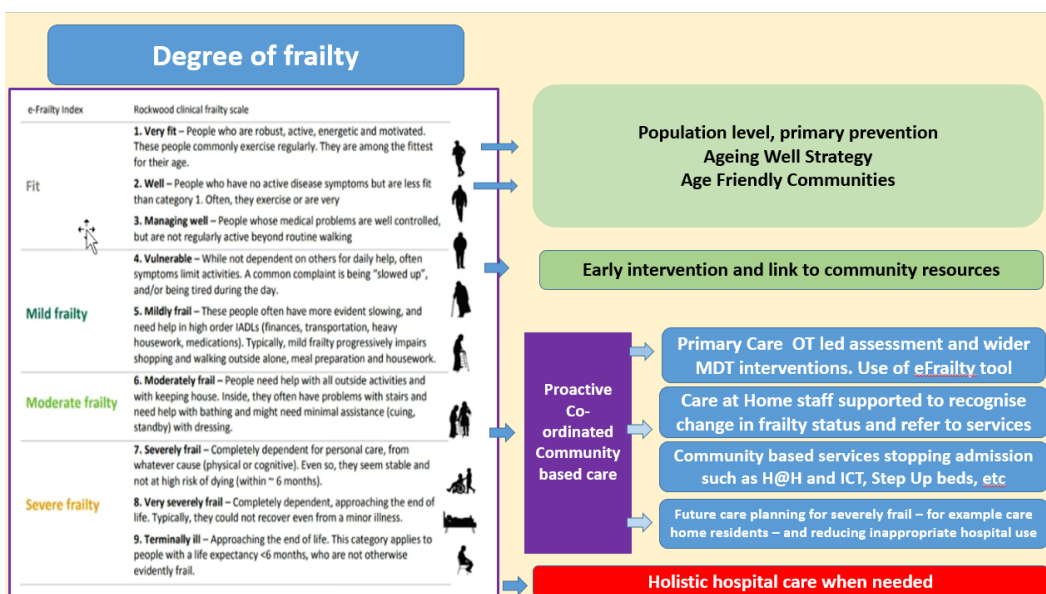 Degree of frailty
e-Frailty Index
Rockwood clinical frailty scale
Fit
1. Very fit – People who are robust, active, energetic and motivated.
These people commonly exercise regularly. They are among the fittest
for their age.
2. Well – People who have no active disease symptoms but are less fit
than category 1. Often, they exercise or are very
3. Managing well – People whose medical problems are well controlled,
but are not regularly active beyond routine walking
Mild frailty
4. Vulnerable – While not dependent on others for daily help, often
symptoms limit activities. A common complaint is being "slowed up",
and/or being tired during the day.
5. Mildly frail – These people often have more evident slowing, and
need help in high order IADLs (finances, transportation, heavy
housework, medications). Typically, mild frailty progressively impairs
shopping and walking outside alone, meal preparation and housework.
Moderate frailty
6. Moderately frail – People need help with all outside activities and
with keeping house. Inside, they often have problems with stairs and
need help with bathing and might need minimal assistance (cuing,
standby) with dressing.
Severe frailty
7. Severely frail – Completely dependent for personal care, from
whatever cause (physical or cognitive). Even so, they seem stable and
not at high risk of dying (within ~ 6 months).
8. Very severely frail – Completely dependent, approaching the end of
life. Typically, they could not recover even from a minor illness.
9. Terminally ill – Approaching the end of life. This category applies to
people with a life expectancy <6 months, who are not otherwise
evidently frail.
Population level, primary prevention
Ageing Well Strategy
Age Friendly Communities
Early intervention and link to community resources
Proactive
Co-
ordinated
Community
based care
Primary Care OT led assessment and wider
MDT interventions. Use of eFrailty tool
Care at Home staff supported to recognise
change in frailty status and refer to services
Community based services stopping admission
such as H@H and ICT, Step Up beds, etc
Future care planning for severely frail – for example care
home residents – and reducing inappropriate hospital use
Holistic hospital care when needed